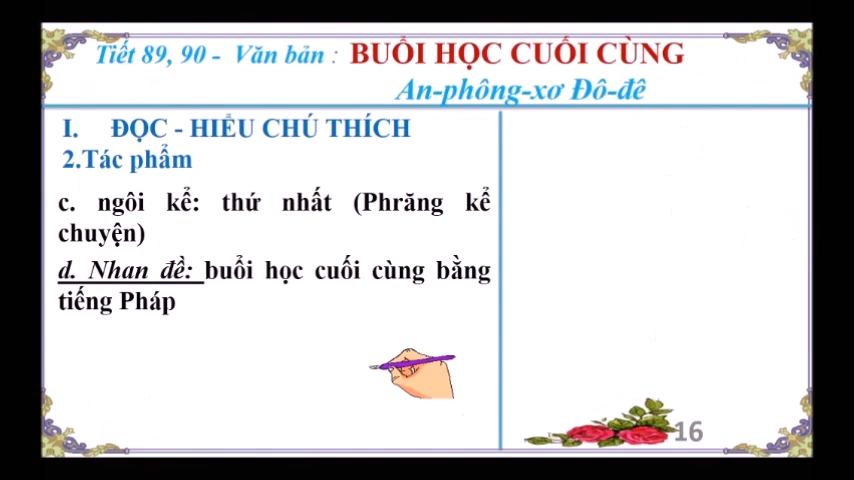 Tiết 89, 90 - Văn bản : BUỔI HỌC CUỐI CÙNG
An-phông-xơ Đô-đê
I. ĐỌC - HIỂU CHÚ THÍCH
2.Tác phẩm
c. ngôi kể: thứ nhất (Phrăng kể
chuyện)
d. Nhan đề: buổi học cuối cùng bằng
tiếng Pháp
16